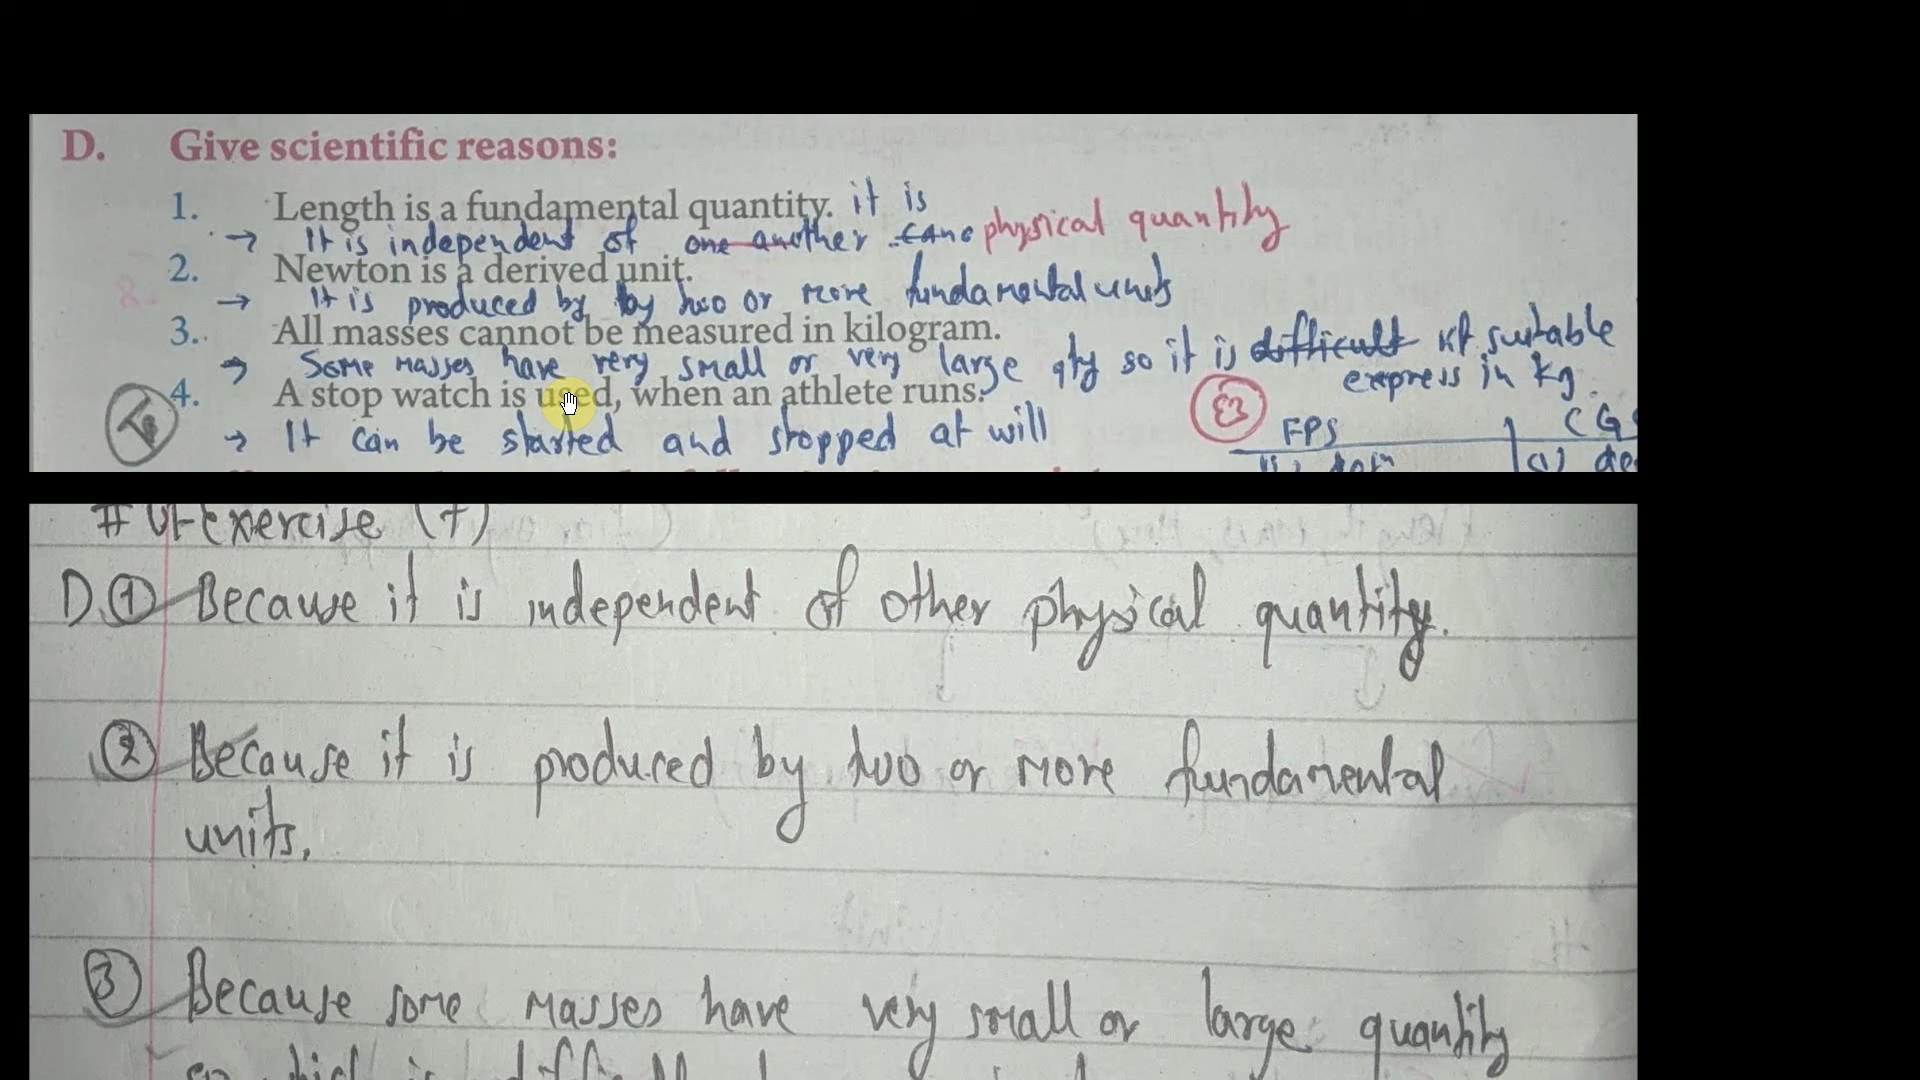 D. Give scientific reasons:
1. Length is a fundamental quantity. it is
→ It is independent of one another physical quantity
2. Newton is a derived unit.
→ It is produced by by two or more fundamental units
3. All masses cannot be measured in kilogram.
→ Some masses have very small or very large qty so it is difficult suitable
express in kg.
4. A stop watch is used, when an athlete runs.
→ It can be started and stopped at will
FPS CGS
# Ut-Exercise (7)
D.① Because it is independent of other physical quantity.
② Because it is produced by two or more fundamental
units.
③ Because some masses have very small or large quantity